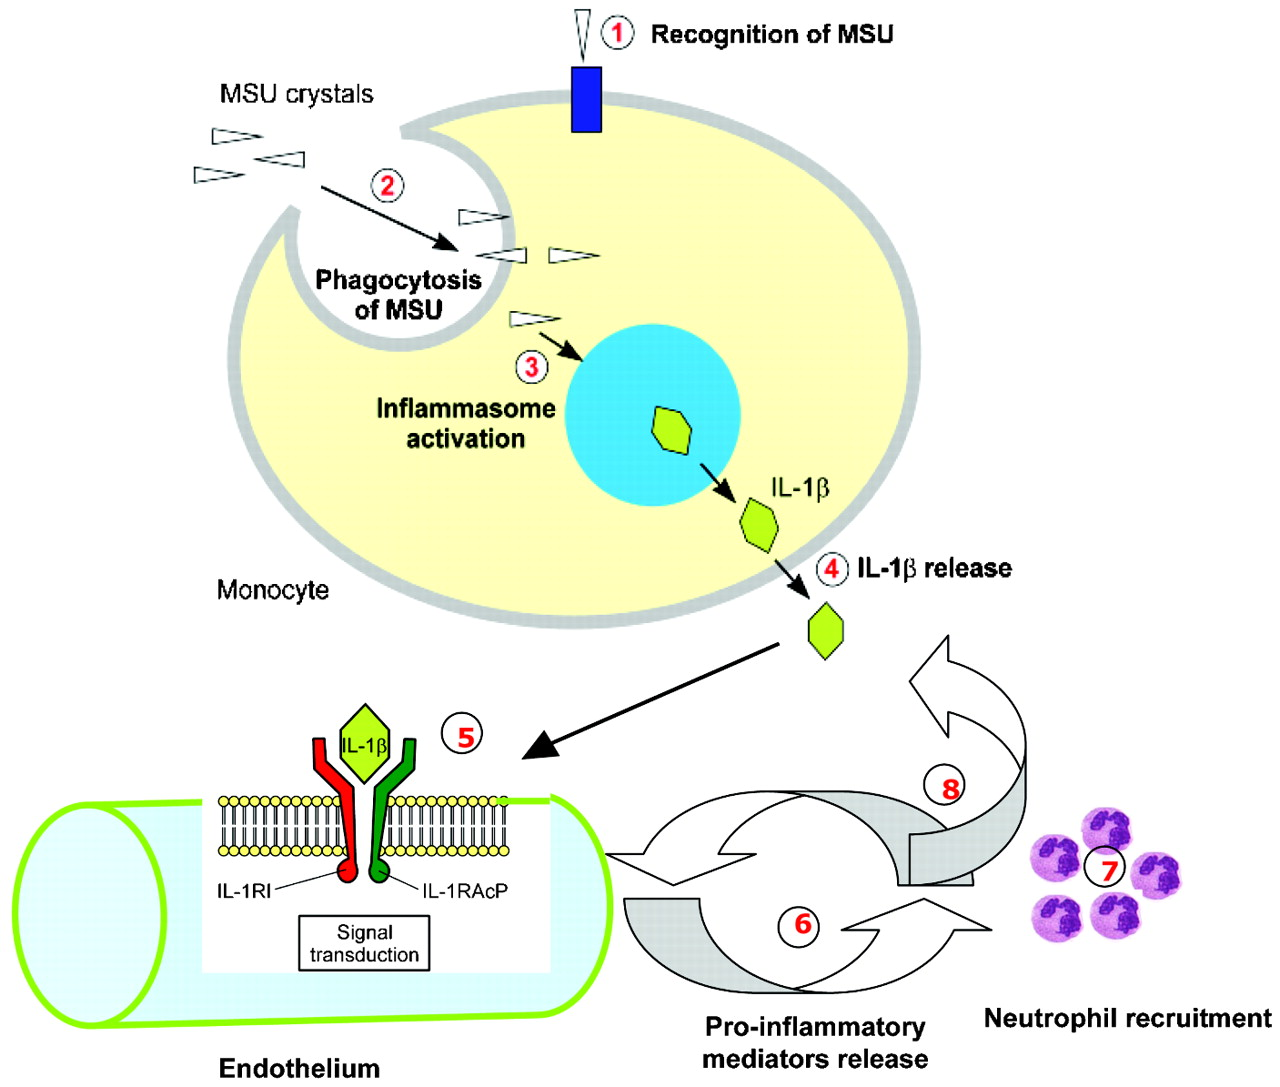 1 Recognition of MSU
MSU crystals
2
Phagocytosis
of MSU
3
Inflammasome
activation
IL-1β
4 IL-1β release
Monocyte
5
IL-1β
8
7
IL-1RI
IL-1RAcP
6
Signal
transduction
Neutrophil recruitment
Pro-inflammatory
mediators release
Endothelium